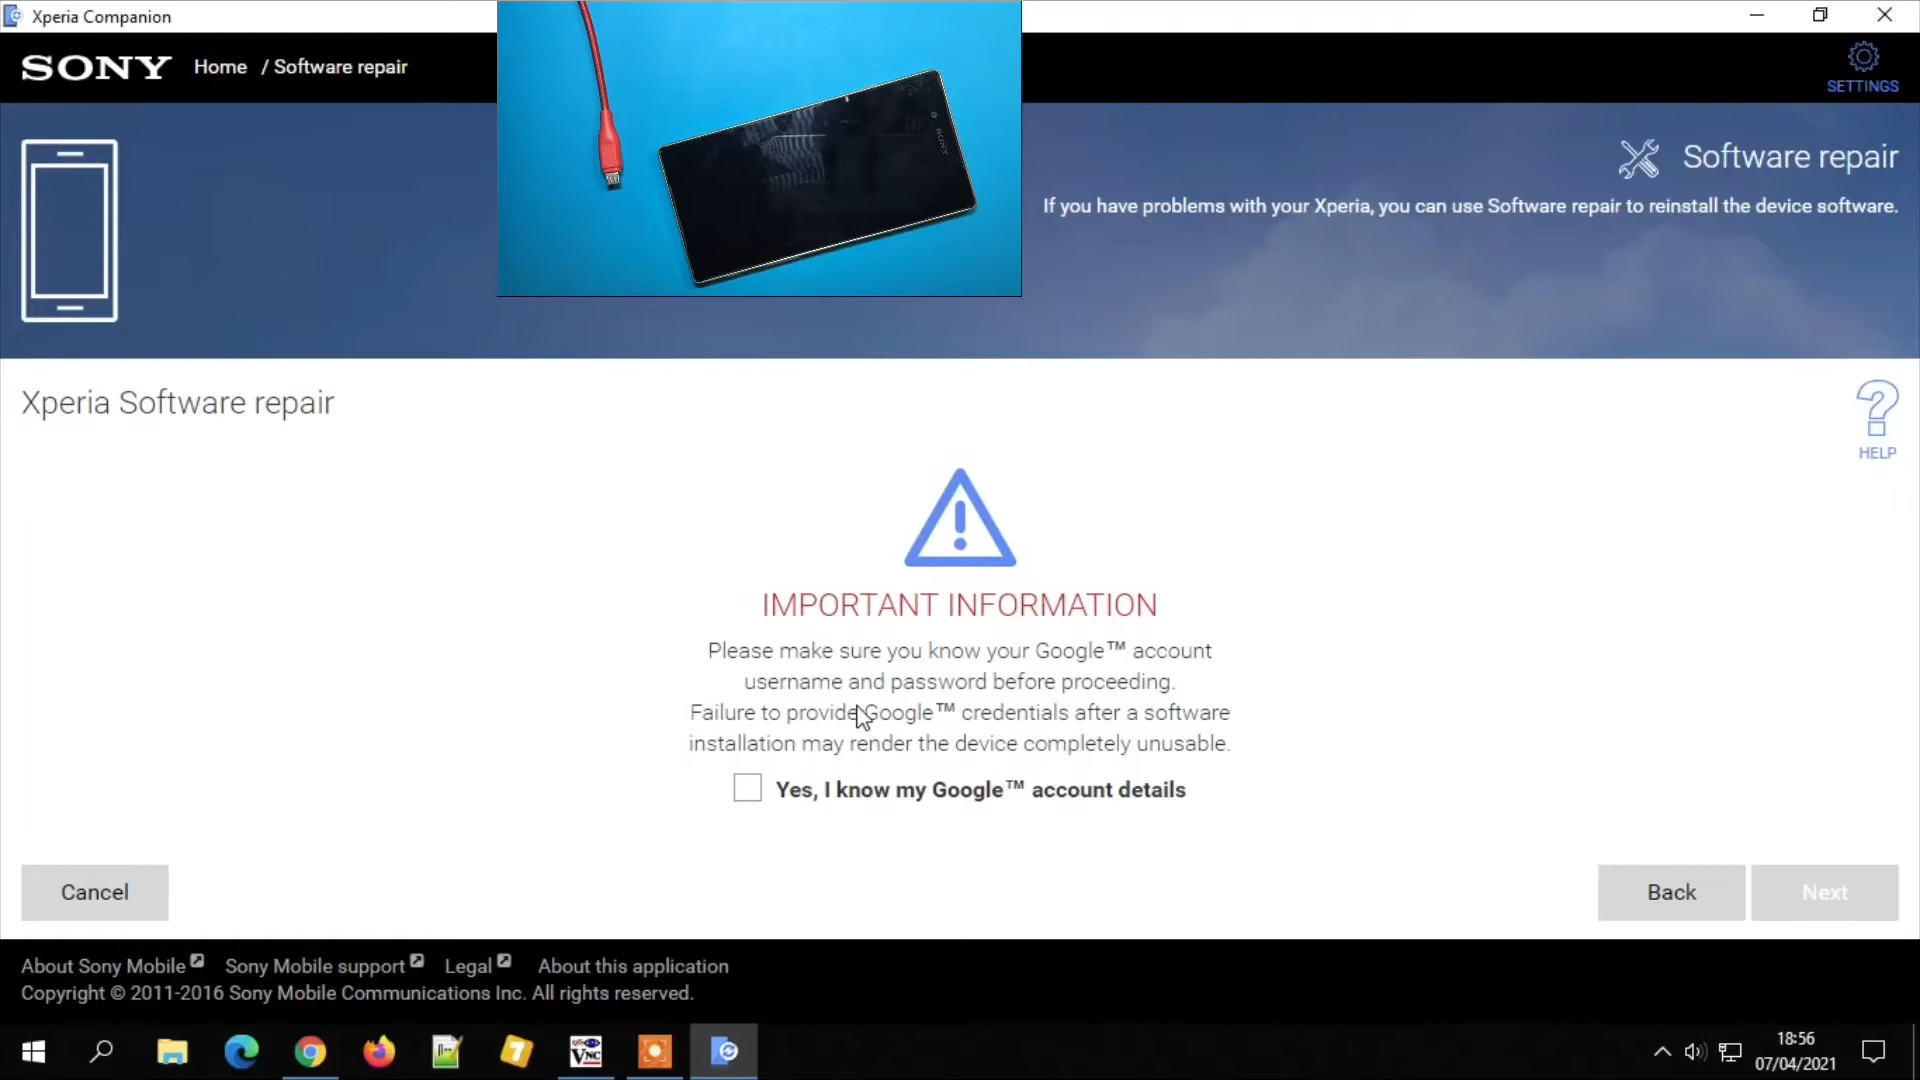 Xperia Companion
SONY Home / Software repair
SETTINGS
SONY
Software repair
If you have problems with your Xperia, you can use Software repair to reinstall the device software.
Xperia Software repair
HELP
IMPORTANT INFORMATION
Please make sure you know your Google™ account
username and password before proceeding.
Failure to provide Google™ credentials after a software
installation may render the device completely unusable.
Yes, I know my Google™ account details
Cancel
Back
Next
About Sony Mobile Sony Mobile support Legal About this application
Copyright © 2011-2016 Sony Mobile Communications Inc. All rights reserved.
VNC
18:56
07/04/2021